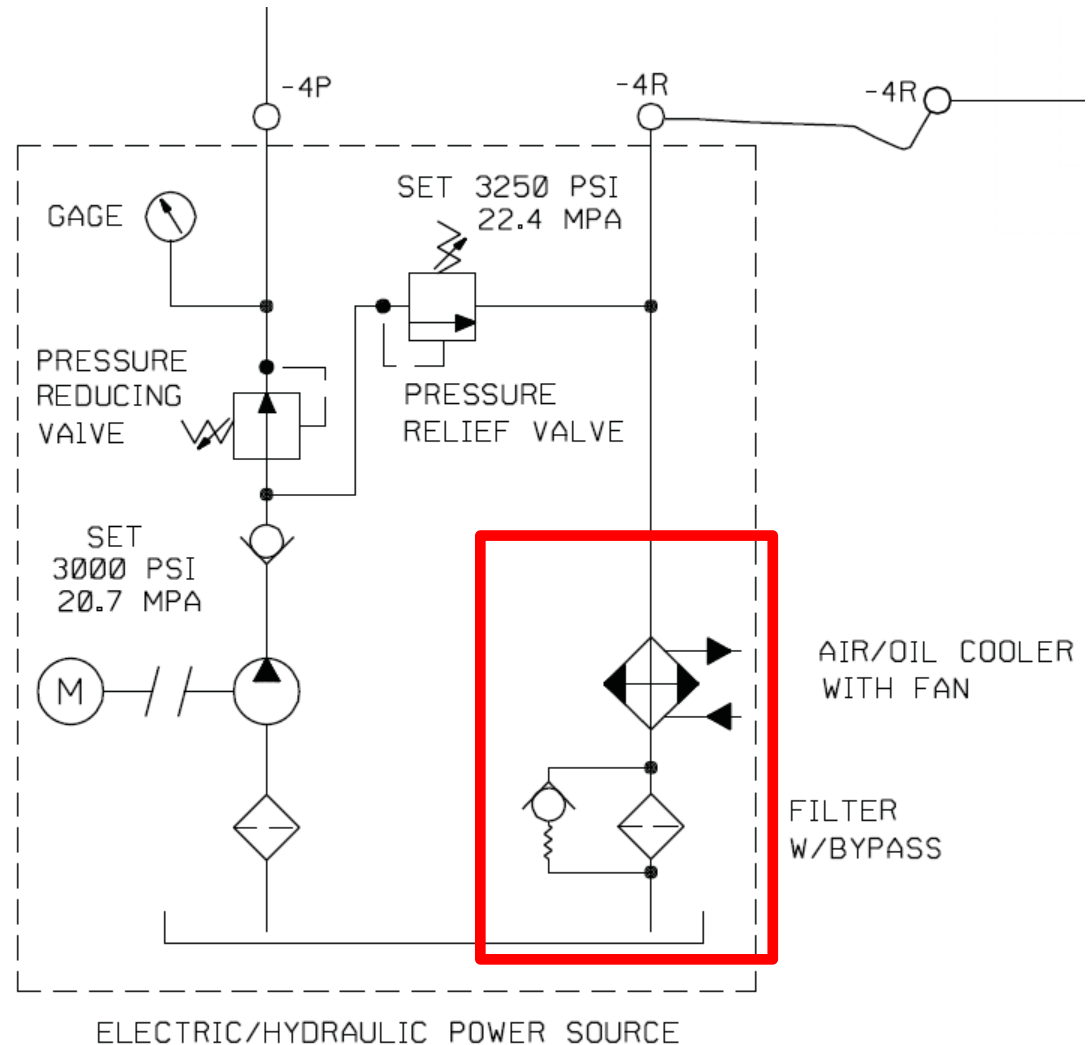 -4P
-4R
-4R
SET 3250 PSI
22.4 MPA
GAGE
PRESSURE
REDUCING
VAlVE
PRESSURE
RELIEF VALVE
SET
3000 PSI
20.7 MPA
M
AIR/OIL COOLER
WITH FAN
FILTER
W/BYPASS
ELECTRIC/HYDRAULIC POWER SOURCE